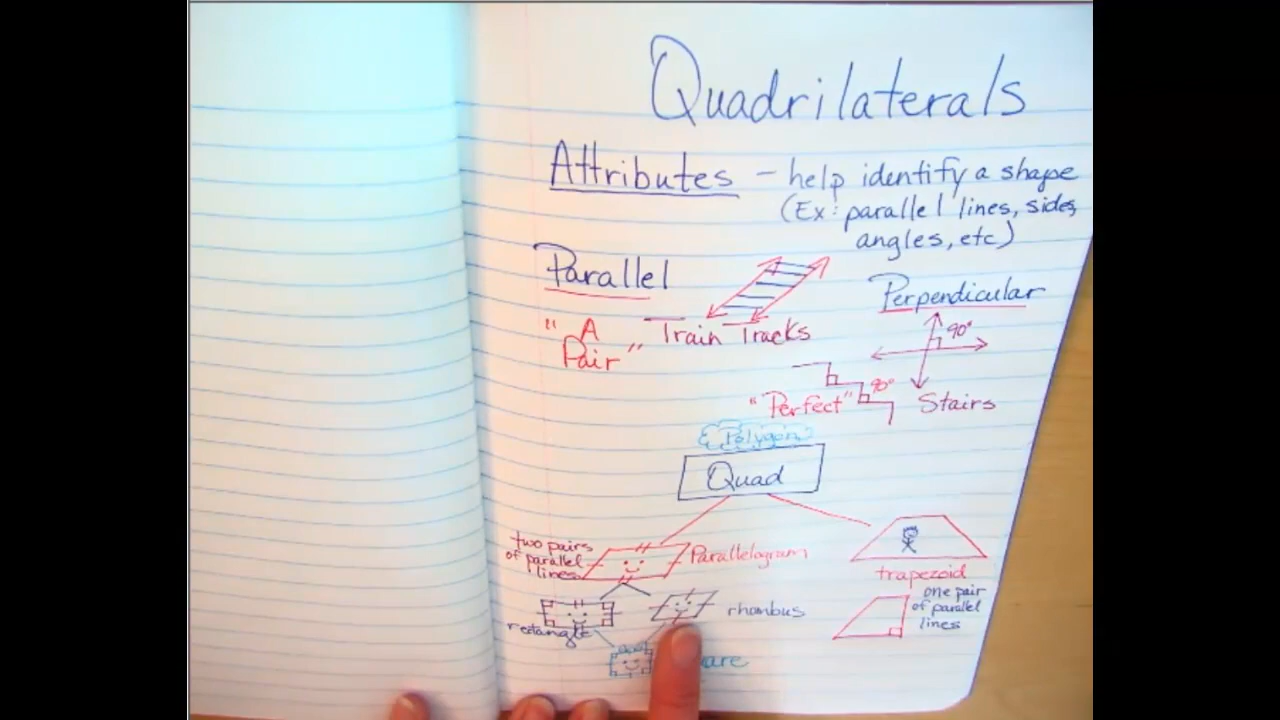 Quadrilaterals
Attributes – help identify a shape
(Ex: parallel lines, sides,
angles, etc)
Parallel
Perpendicular
90°
"A
Pair"
Train Tracks
90°
"Perfect" Stairs
Polygon
Quad
two pairs
of parallel
lines
Parallelogram
trapezoid
one pair
of parallel
lines
rhombus
rectangle